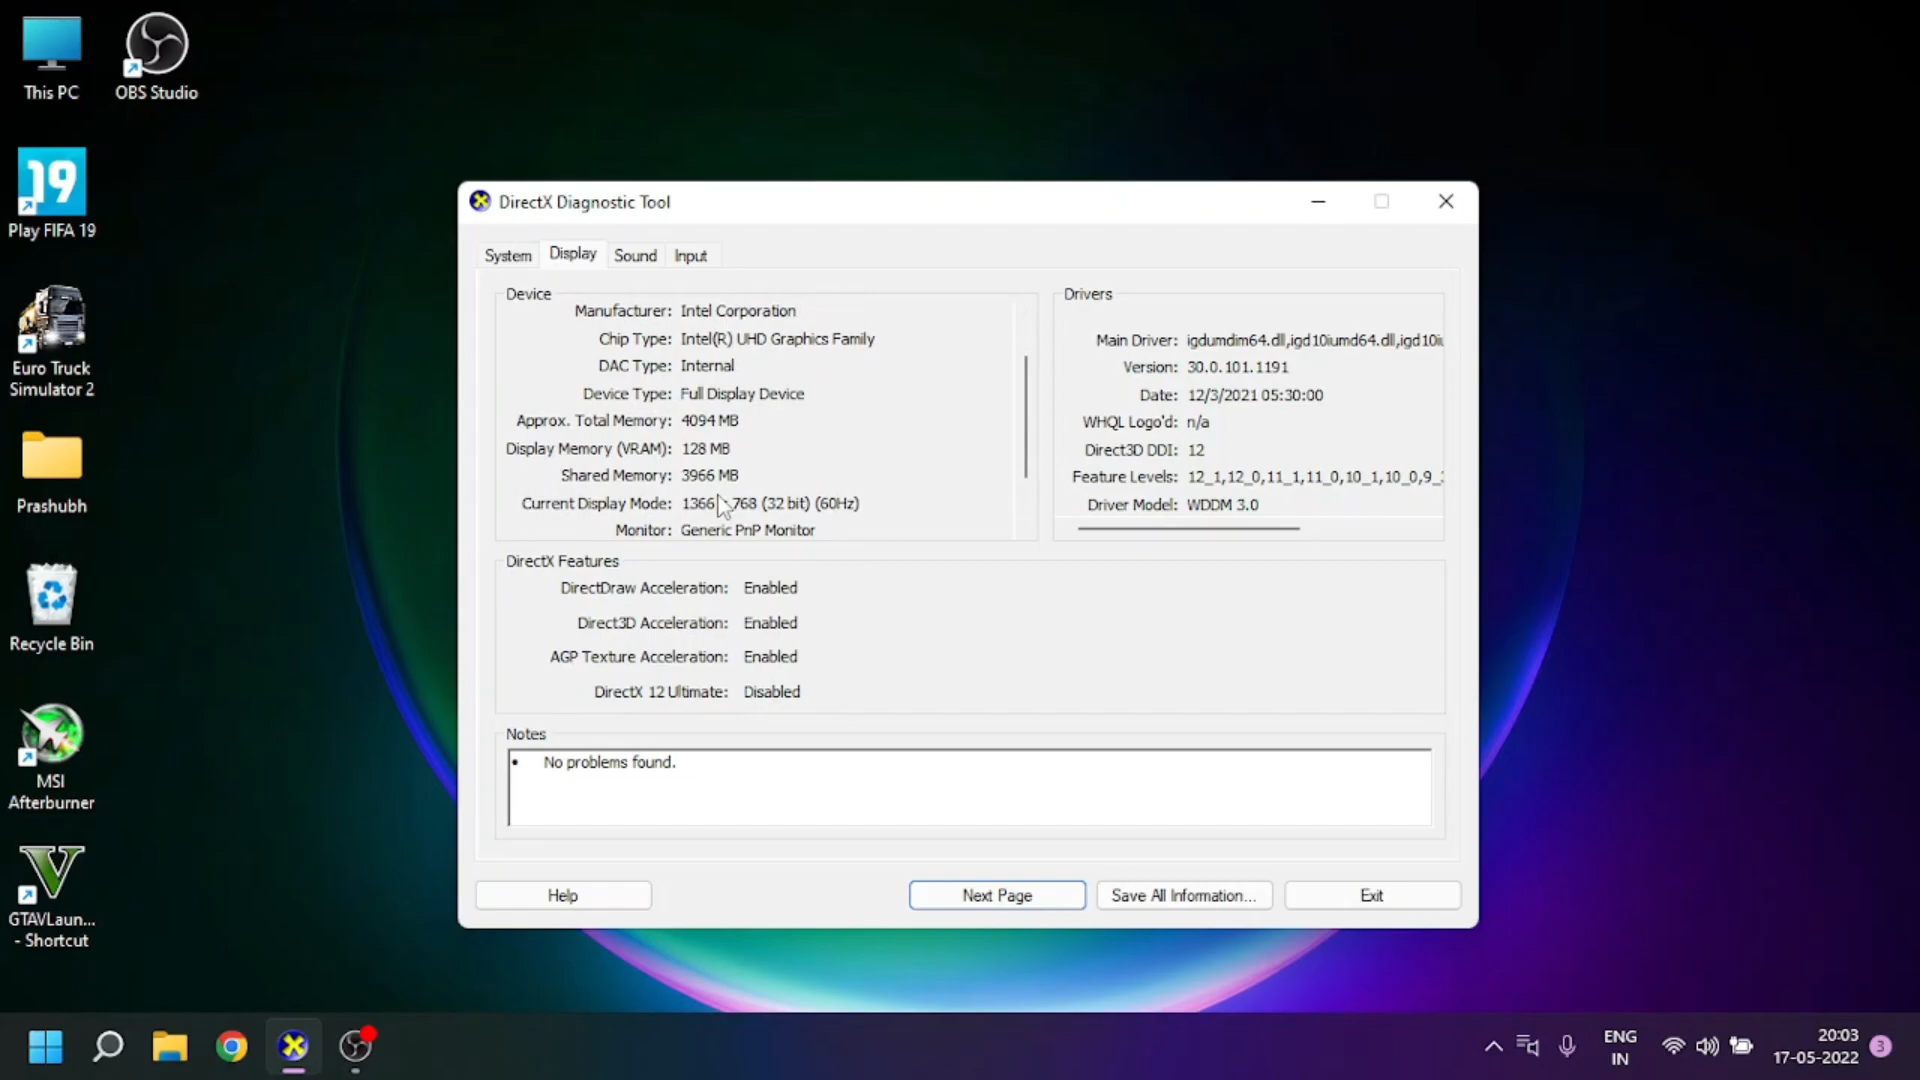 This PC
OBS Studio
19
Play FIFA 19
Euro Truck
Simulator 2
Prashubh
Recycle Bin
MSI
Afterburner
GTAVLaun...
- Shortcut
DirectX Diagnostic Tool
System
Display
Sound
Input
Device
Manufacturer: Intel Corporation
Chip Type: Intel(R) UHD Graphics Family
DAC Type: Internal
Device Type: Full Display Device
Approx. Total Memory: 4094 MB
Display Memory (VRAM): 128 MB
Shared Memory: 3966 MB
Current Display Mode: 1366 768 (32 bit) (60Hz)
Monitor: Generic PnP Monitor
Drivers
Main Driver: igdumdim64.dll,igd10iumd64.dll,igd10iu
Version: 30.0.101.1191
Date: 12/3/2021 05:30:00
WHQL Logo'd: n/a
Direct3D DDI: 12
Feature Levels: 12_1,12_0,11_1,11_0,10_1,10_0,9_
Driver Model: WDDM 3.0
DirectX Features
DirectDraw Acceleration: Enabled
Direct3D Acceleration: Enabled
AGP Texture Acceleration: Enabled
DirectX 12 Ultimate: Disabled
Notes
• No problems found.
Help
Next Page
Save All Information...
Exit
ENG
IN
20:03
17-05-2022
3